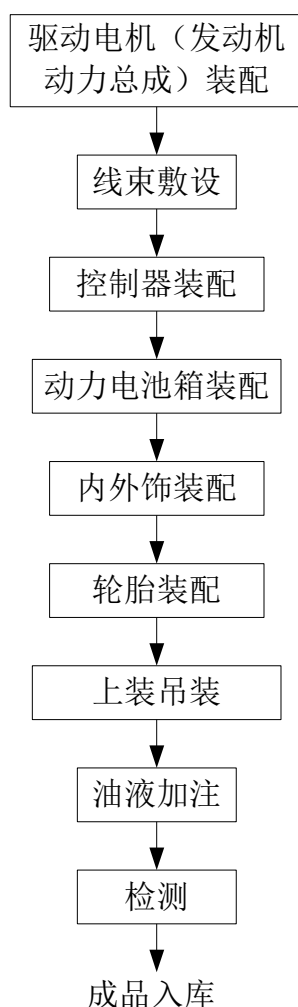 驱动电机（发动机
动力总成）装配
线束敷设
控制器装配
动力电池箱装配
内外饰装配
轮胎装配
上装吊装
油液加注
检测
成品入库